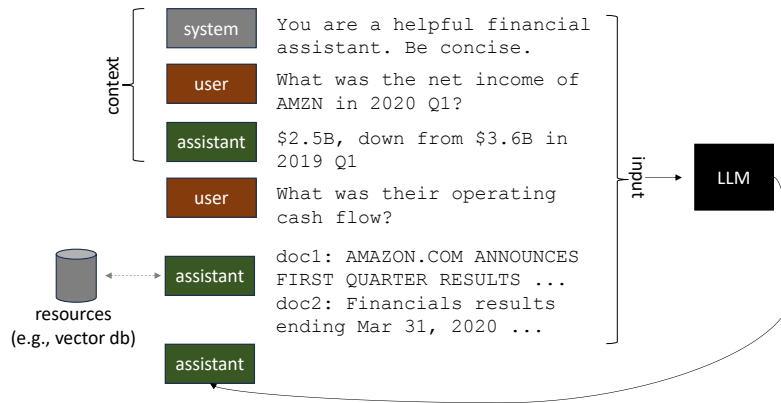 system
You are a helpful financial
assistant. Be concise.
context
user
What was the net income of
AMZN in 2020 Q1?
assistant
$2.5B, down from $3.6B in
2019 Q1
user
What was their operating
cash flow?
input
LLM
resources
(e.g., vector db)
assistant
doc1: AMAZON.COM ANNOUNCES
FIRST QUARTER RESULTS ...
doc2: Financials results
ending Mar 31, 2020 ...
assistant